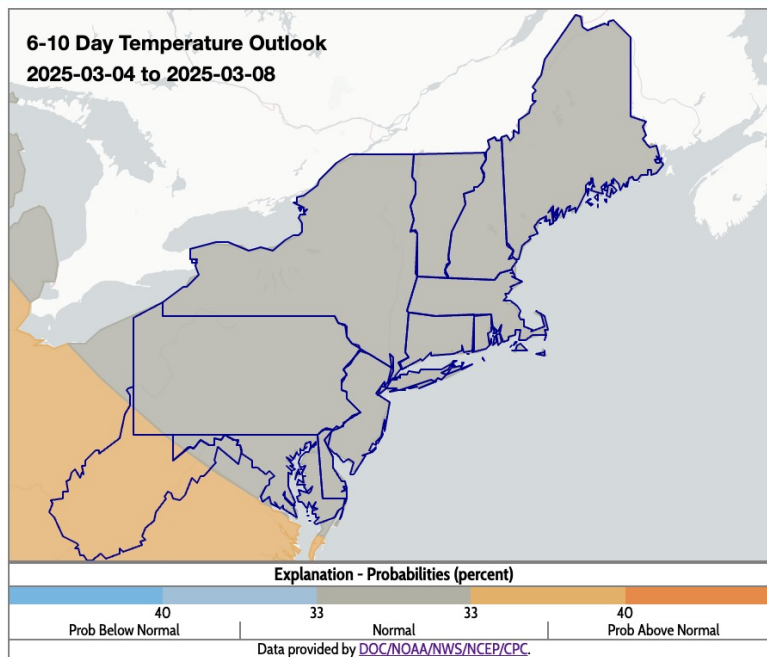 6-10 Day Temperature Outlook
2025-03-04 to 2025-03-08
Explanation - Probabilities (percent)
40 33 33 40
Prob Below Normal Normal Prob Above Normal
Data provided by DOC/NOAA/NWS/NCEP/CPC.